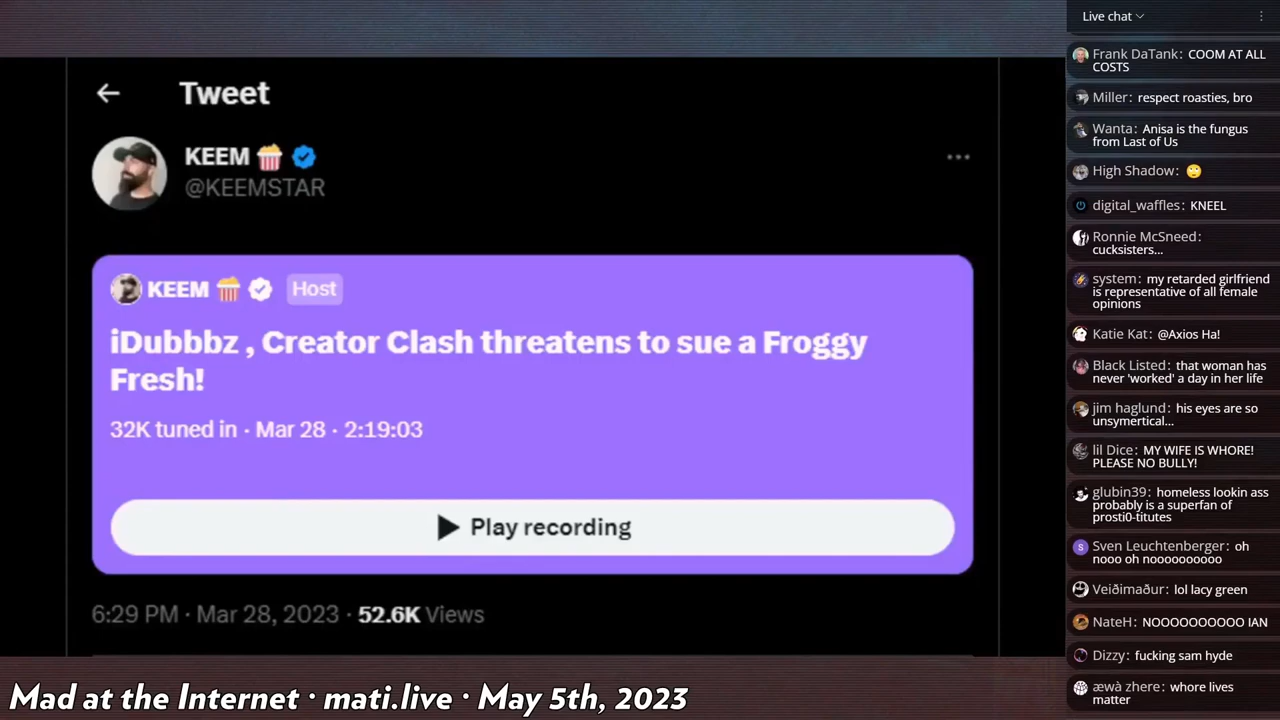 Tweet
KEEM
@KEEMSTAR
KEEM Host
iDubbbz , Creator Clash threatens to sue a Froggy
Fresh!
32K tuned in · Mar 28 · 2:19:03
Play recording
6:29 PM · Mar 28, 2023 · 52.6K Views
Mad at the Internet · mati.live · May 5th, 2023
Live chat
Frank DaTank: COOM AT ALL
COSTS
Miller: respect roasties, bro
Wanta: Anisa is the fungus
from Last of Us
High Shadow: 🙄
digital_waffles: KNEEL
Ronnie McSneed:
cucksisters...
system: my retarded girlfriend
is representative of all female
opinions
Katie Kat: @Axios Ha!
Black Listed: that woman has
never 'worked' a day in her life
jim haglund: his eyes are so
unsymertical...
lil Dice: MY WIFE IS WHORE!
PLEASE NO BULLY!
glubin39: homeless lookin ass
probably is a superfan of
prosti0-titutes
Sven Leuchtenberger: oh
nooo oh noooooooooo
Veiðimaður: lol lacy green
NateH: NOOOOOOOOOO IAN
Dizzy: fucking sam hyde
æwà zhere: whore lives
matter